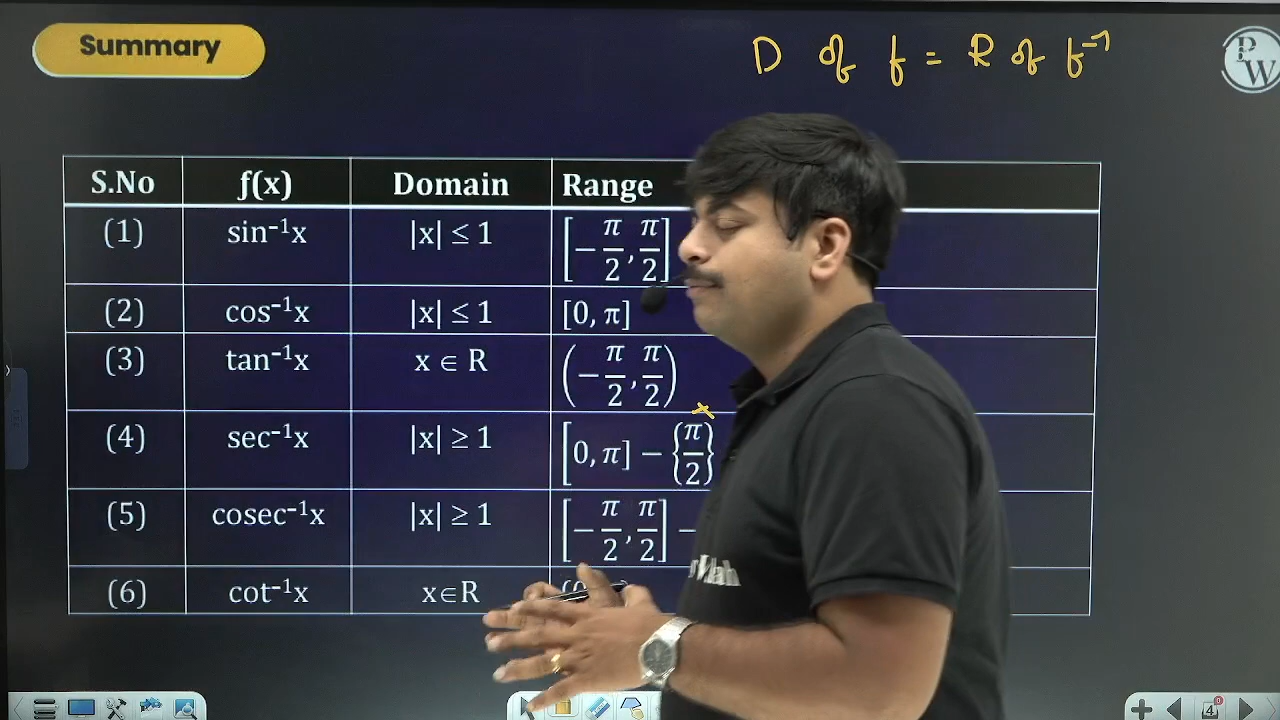 Summary
D of f = R of f⁻¹
PW
S.No f(x) Domain Range
(1) sin⁻¹x |x| ≤ 1 [−π/2, π/2]
(2) cos⁻¹x |x| ≤ 1 [0, π]
(3) tan⁻¹x x ∈ R (−π/2, π/2)
(4) sec⁻¹x |x| ≥ 1 [0, π] − {π/2}
(5) cosec⁻¹x |x| ≥ 1 [−π/2, π/2] −
(6) cot⁻¹x x∈R
4